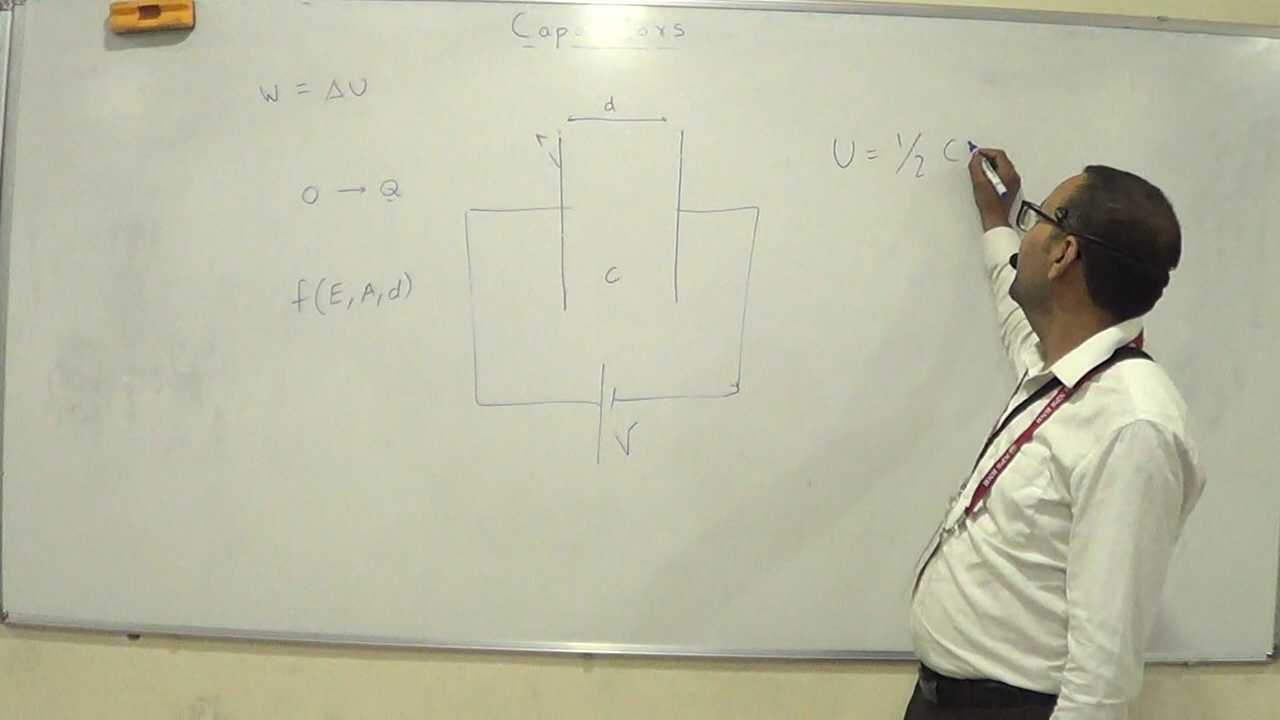 Capacitors
W = ΔU
d
U = 1/2 C
0 → Q
C
f(E, A, d)
V